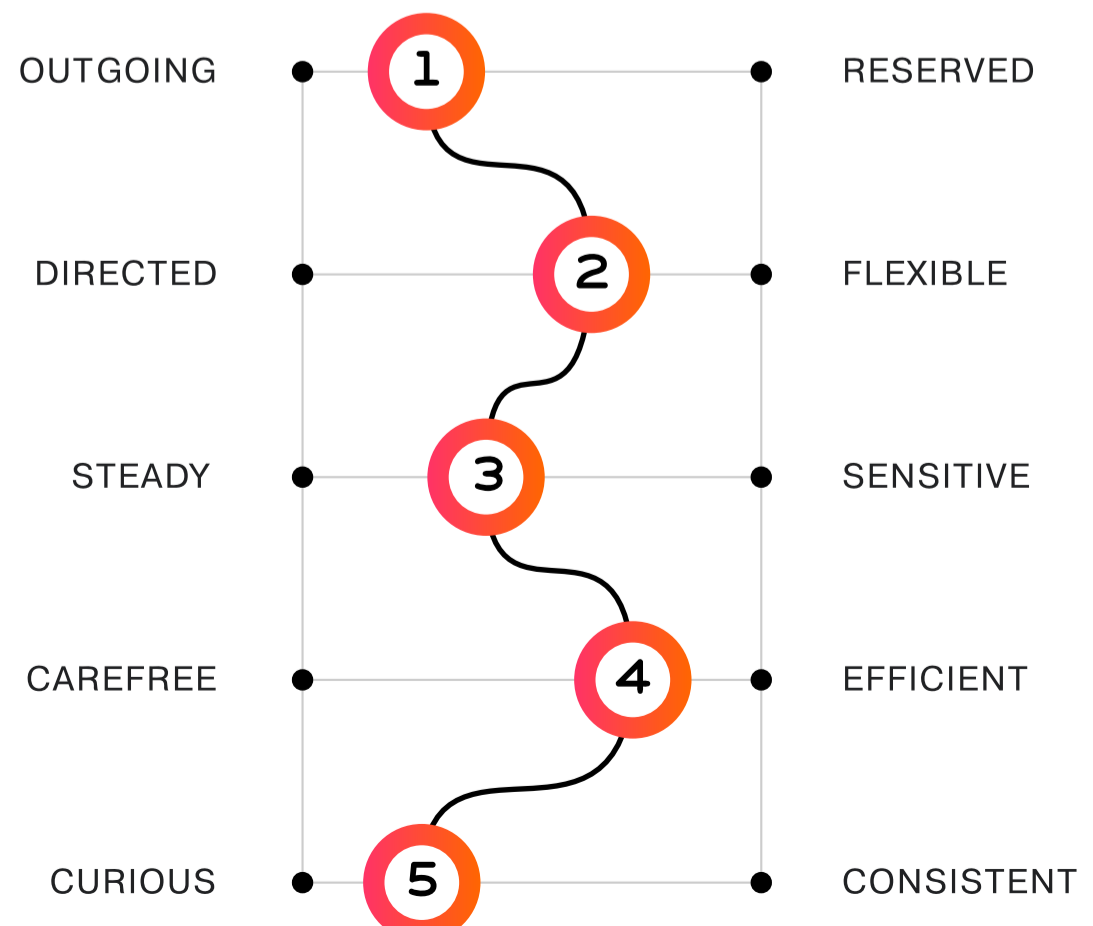 OUTGOING 1 RESERVED
DIRECTED 2 FLEXIBLE
STEADY 3 SENSITIVE
CAREFREE 4 EFFICIENT
CURIOUS 5 CONSISTENT